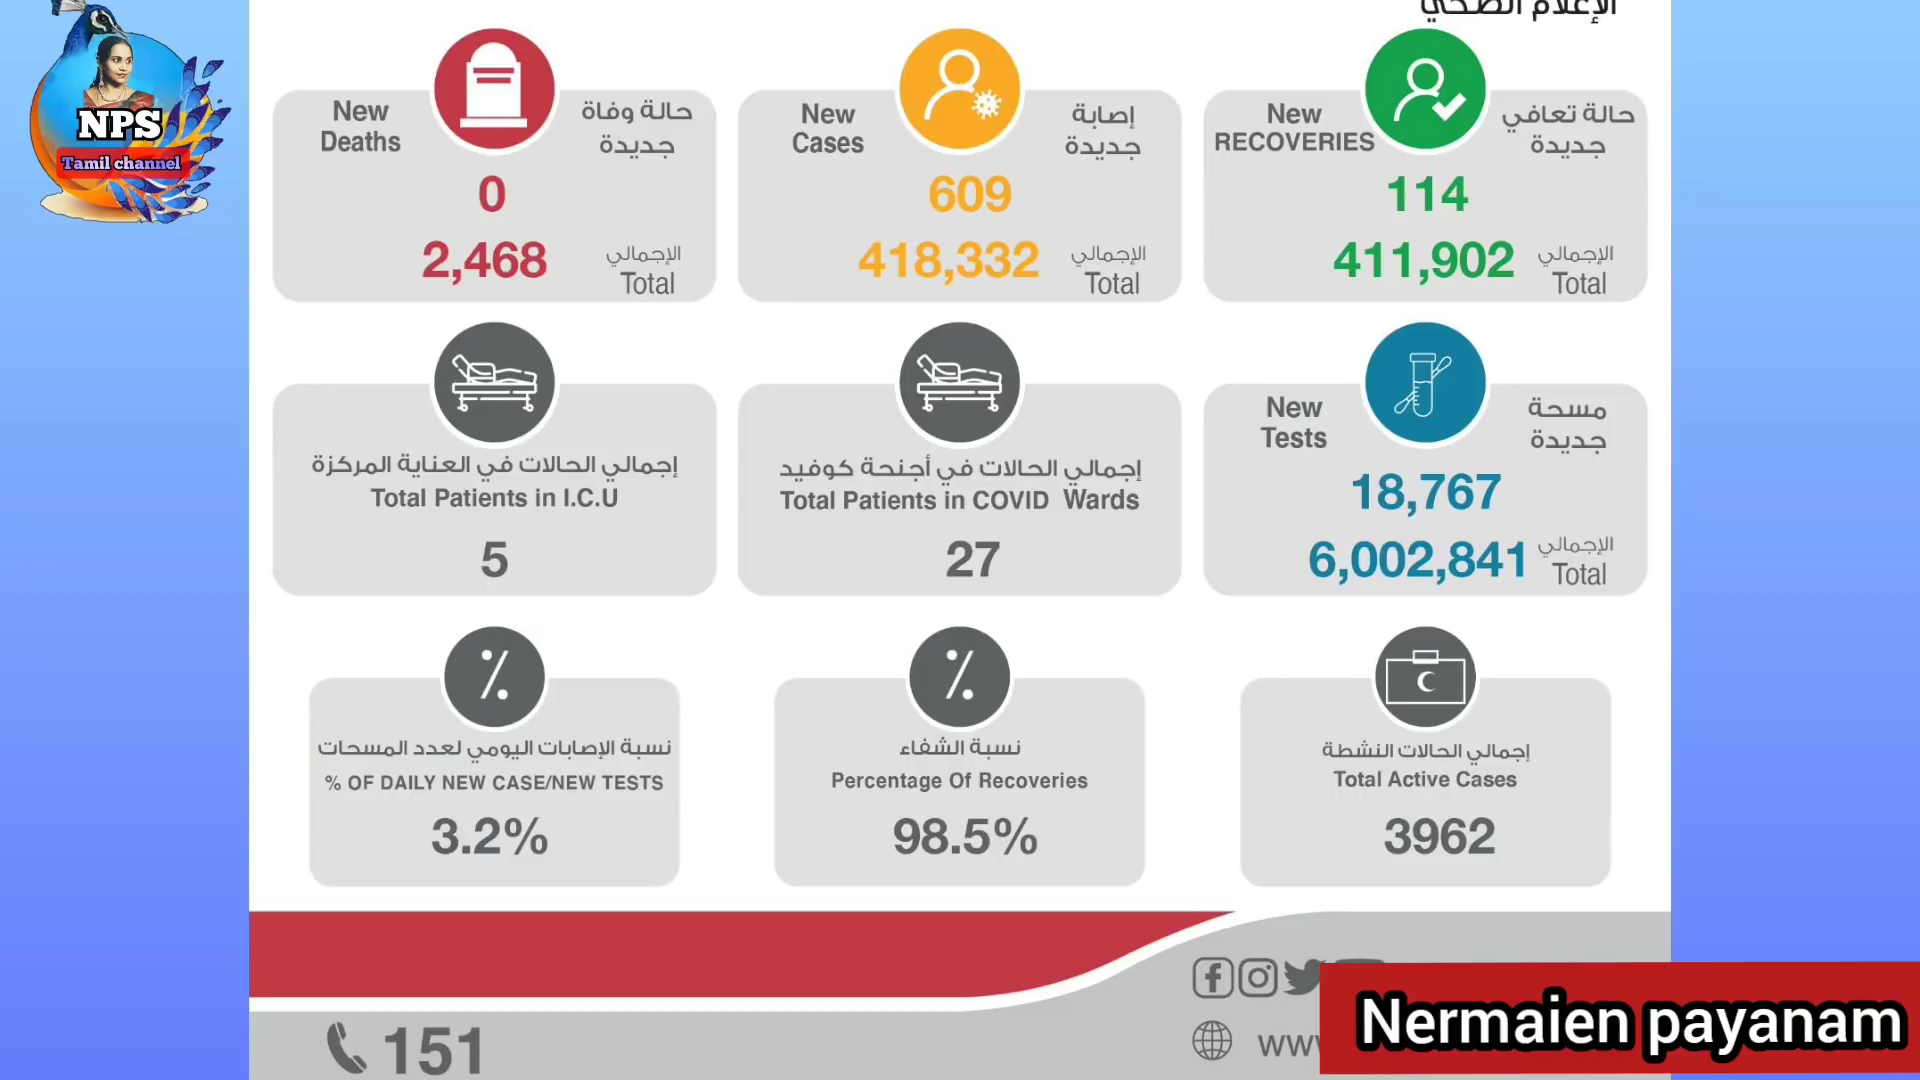 NPS
Tamil channel
الإعلام الصحي
New
Deaths
حالة وفاة
جديدة
0
2,468
الإجمالي
Total
New
Cases
إصابة
جديدة
609
418,332
الإجمالي
Total
New
RECOVERIES
حالة تعافي
جديدة
114
411,902
الإجمالي
Total
إجمالي الحالات في العناية المركزة
Total Patients in I.C.U
5
إجمالي الحالات في أجنحة كوفيد
Total Patients in COVID Wards
27
New
Tests
مسحة
جديدة
18,767
6,002,841
الإجمالي
Total
نسبة الإصابات اليومي لعدد المسحات
% OF DAILY NEW CASE/NEW TESTS
3.2%
نسبة الشفاء
Percentage Of Recoveries
98.5%
إجمالي الحالات النشطة
Total Active Cases
3962
151
www
Nermaien payanam